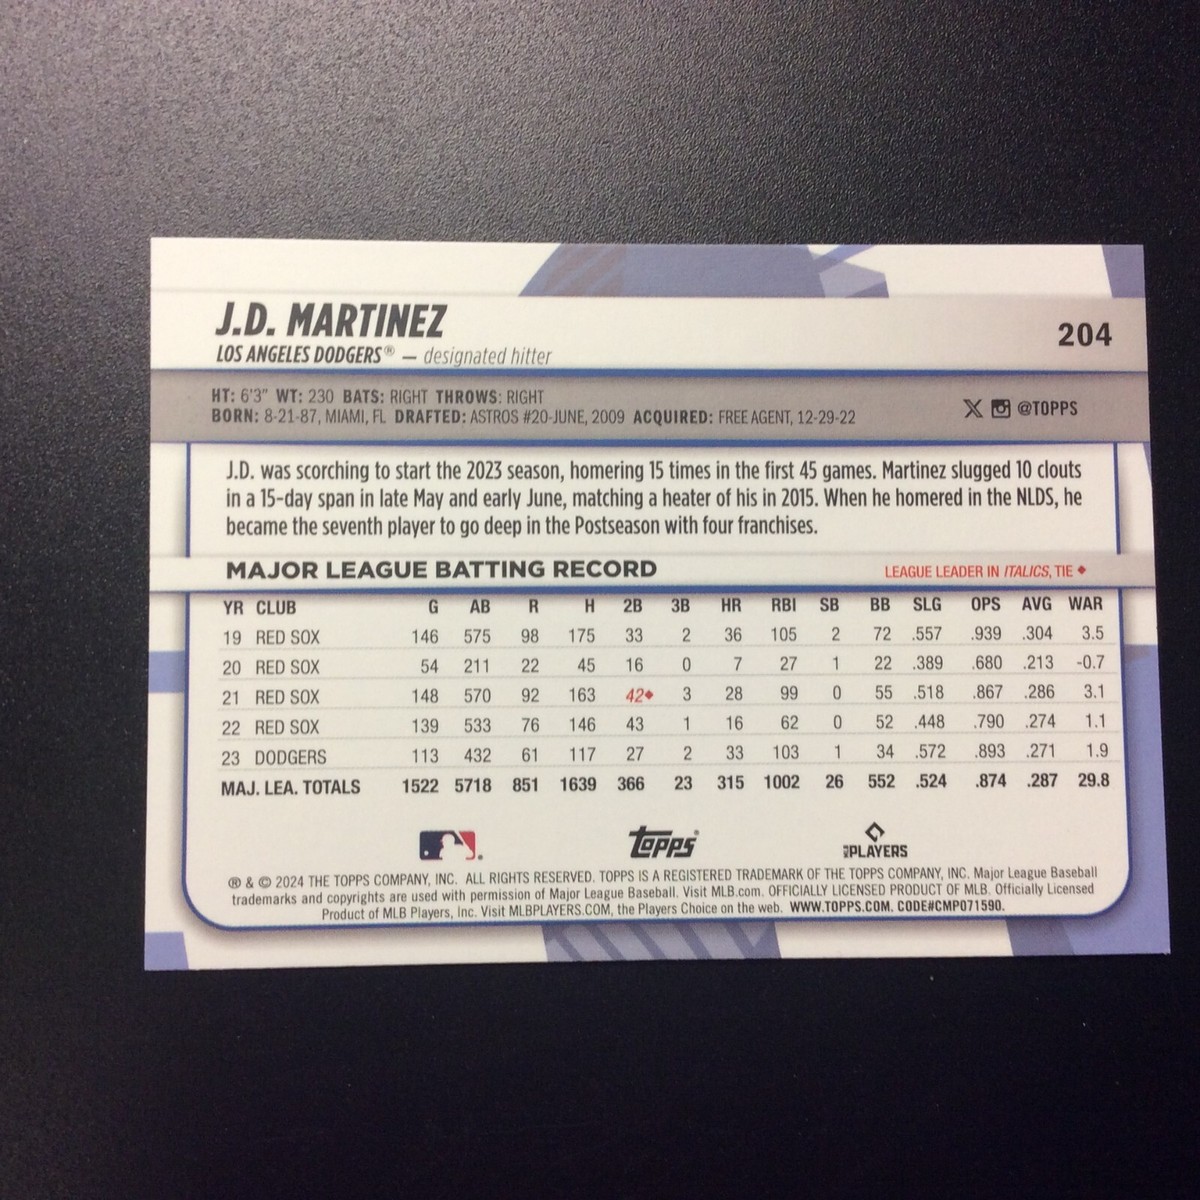 J.D. MARTINEZ
204
LOS ANGELES DODGERS® — designated hitter
HT: 6'3" WT: 230 BATS: RIGHT THROWS: RIGHT
BORN: 8-21-87, MIAMI, FL DRAFTED: ASTROS #20-JUNE, 2009 ACQUIRED: FREE AGENT, 12-29-22
@TOPPS
J.D. was scorching to start the 2023 season, homering 15 times in the first 45 games. Martinez slugged 10 clouts
in a 15-day span in late May and early June, matching a heater of his in 2015. When he homered in the NLDS, he
became the seventh player to go deep in the Postseason with four franchises.
MAJOR LEAGUE BATTING RECORD LEAGUE LEADER IN ITALICS, TIE ◆
YR CLUB G AB R H 2B 3B HR RBI SB BB SLG OPS AVG WAR
19 RED SOX 146 575 98 175 33 2 36 105 2 72 .557 .939 .304 3.5
20 RED SOX 54 211 22 45 16 0 7 27 1 22 .389 .680 .213 -0.7
21 RED SOX 148 570 92 163 42◆ 3 28 99 0 55 .518 .867 .286 3.1
22 RED SOX 139 533 76 146 43 1 16 62 0 52 .448 .790 .274 1.1
23 DODGERS 113 432 61 117 27 2 33 103 1 34 .572 .893 .271 1.9
MAJ. LEA. TOTALS 1522 5718 851 1639 366 23 315 1002 26 552 .524 .874 .287 29.8
Topps®
MLB PLAYERS
® & © 2024 THE TOPPS COMPANY, INC. ALL RIGHTS RESERVED. TOPPS IS A REGISTERED TRADEMARK OF THE TOPPS COMPANY, INC. Major League Baseball
trademarks and copyrights are used with permission of Major League Baseball. Visit MLB.com. OFFICIALLY LICENSED PRODUCT OF MLB. Officially Licensed
Product of MLB Players, Inc. Visit MLBPLAYERS.COM, the Players Choice on the web. WWW.TOPPS.COM. CODE#CMP071590.